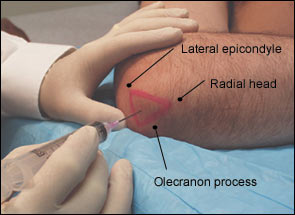 Lateral epicondyle
Radial head
Olecranon process